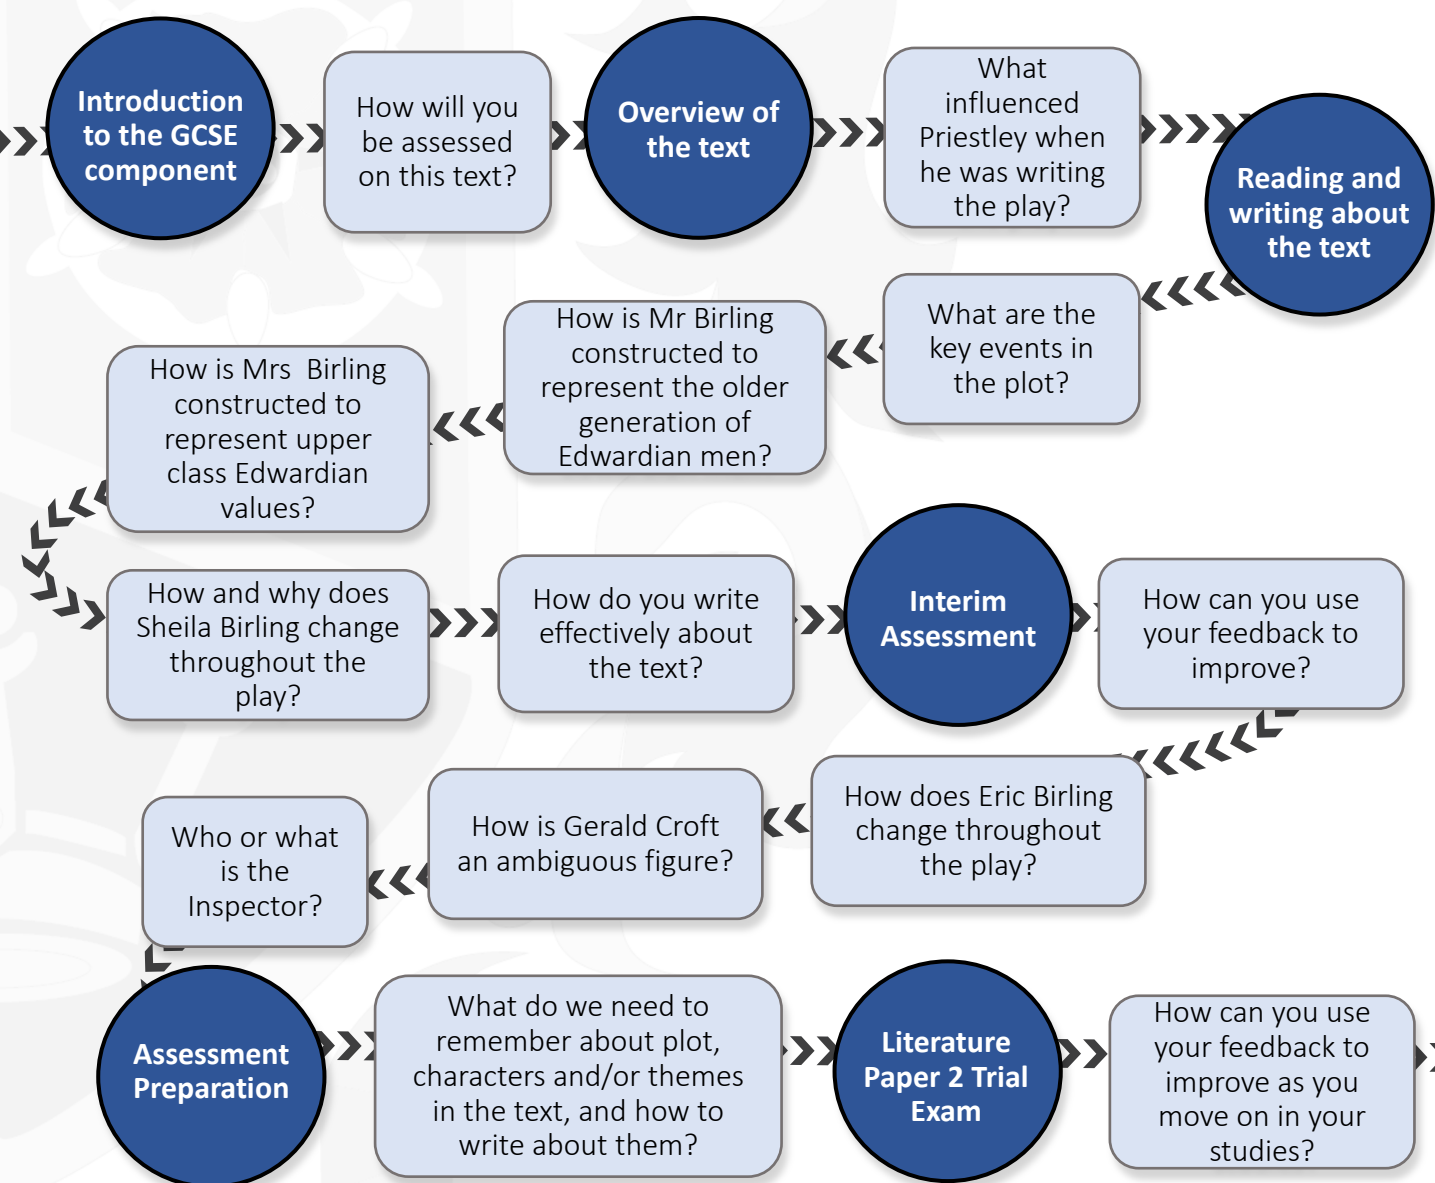 Introduction
to the GCSE
component
How will you
be assessed
on this text?
Overview of
the text
What
influenced
Priestley when
he was writing
the play?
Reading and
writing about
the text
What are the
key events in
the plot?
How is Mr Birling
constructed to
represent the older
generation of
Edwardian men?
How is Mrs  Birling
constructed to
represent upper
class Edwardian
values?
How and why does
Sheila Birling change
throughout the
play?
How do you write
effectively about
the text?
Interim
Assessment
How can you use
your feedback to
improve?
How does Eric Birling
change throughout
the play?
How is Gerald Croft
an ambiguous figure?
Who or what
is the
Inspector?
Assessment
Preparation
What do we need to
remember about plot,
characters and/or themes
in the text, and how to
write about them?
Literature
Paper 2 Trial
Exam
How can you use
your feedback to
improve as you
move on in your
studies?